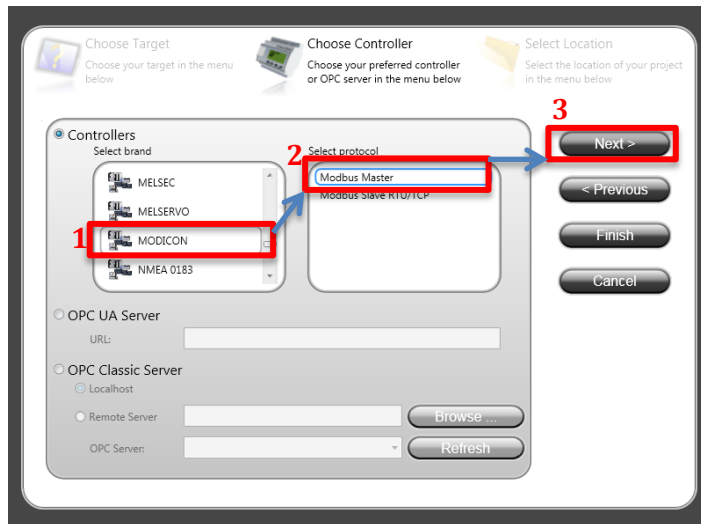 Choose Target
Choose your target in the menu
below
Choose Controller
Choose your preferred controller
or OPC server in the menu below
Select Location
Select the location of your project
in the menu below
3
Controllers
Select brand
2
Select protocol
Next >
MELSEC
Modbus Master
Modbus Slave RTU/TCP
< Previous
MELSERVO
1
MODICON
Finish
NMEA 0183
Cancel
OPC UA Server
URL:
OPC Classic Server
Localhost
Remote Server
Browse ...
OPC Server:
Refresh